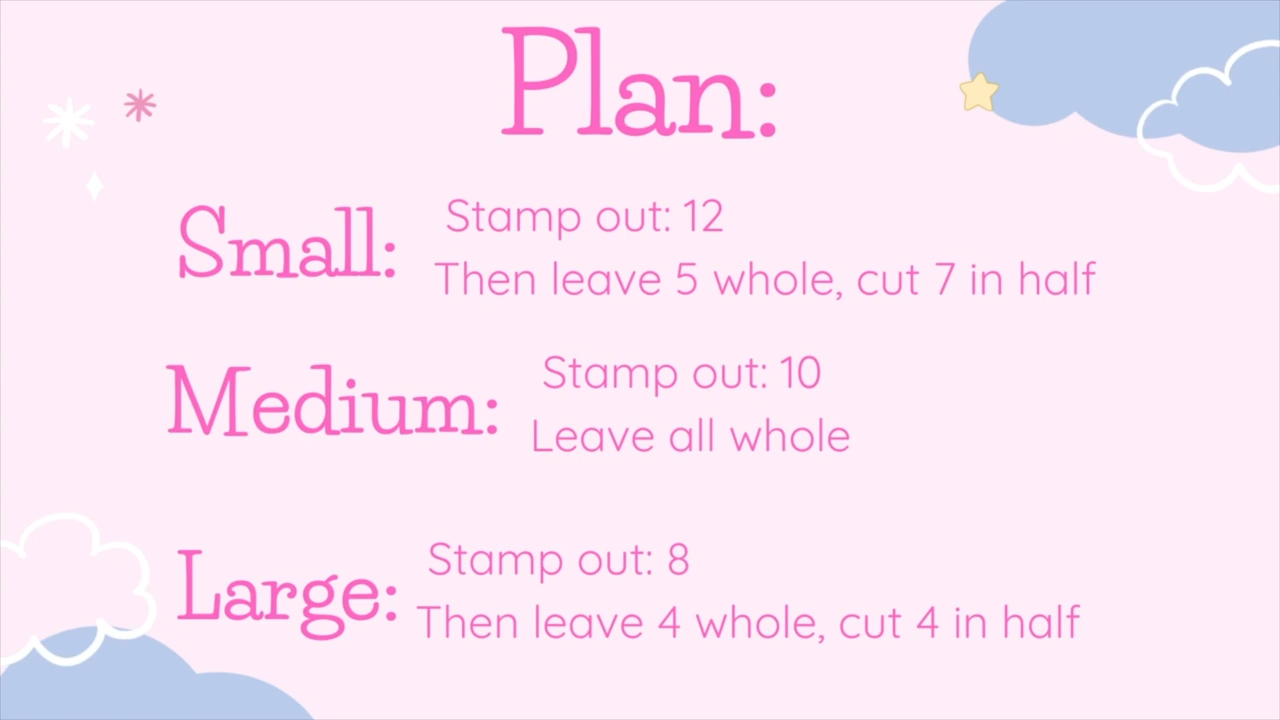 Plan:
Small:
Stamp out: 12
Then leave 5 whole, cut 7 in half
Medium:
Stamp out: 10
Leave all whole
Large:
Stamp out: 8
Then leave 4 whole, cut 4 in half